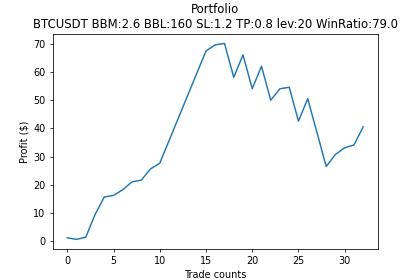 Portfolio
BTCUSDT BBM:2.6 BBL:160 SL:1.2 TP:0.8 lev:20 WinRatio:79.0
70
60
50
40
30
20
10
0
Profit ($)
0 5 10 15 20 25 30
Trade counts